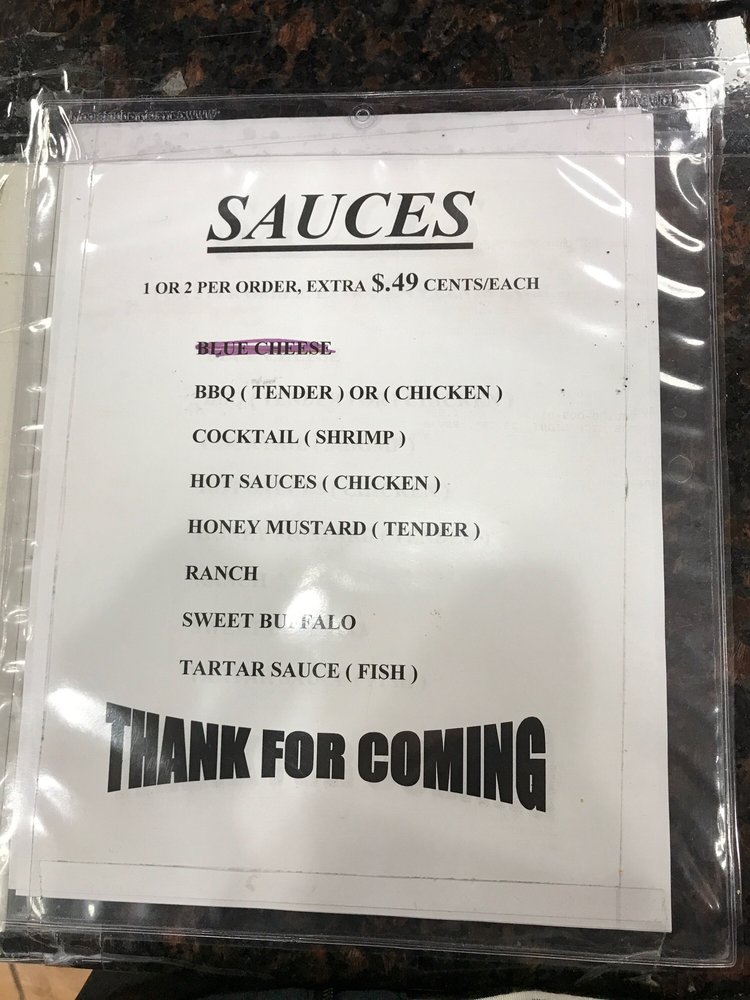 SAUCES
1 OR 2 PER ORDER, EXTRA $.49 CENTS/EACH
BLUE CHEESE
BBQ ( TENDER ) OR ( CHICKEN )
COCKTAIL ( SHRIMP )
HOT SAUCES ( CHICKEN )
HONEY MUSTARD ( TENDER )
RANCH
SWEET BUFFALO
TARTAR SAUCE ( FISH )
THANK FOR COMING